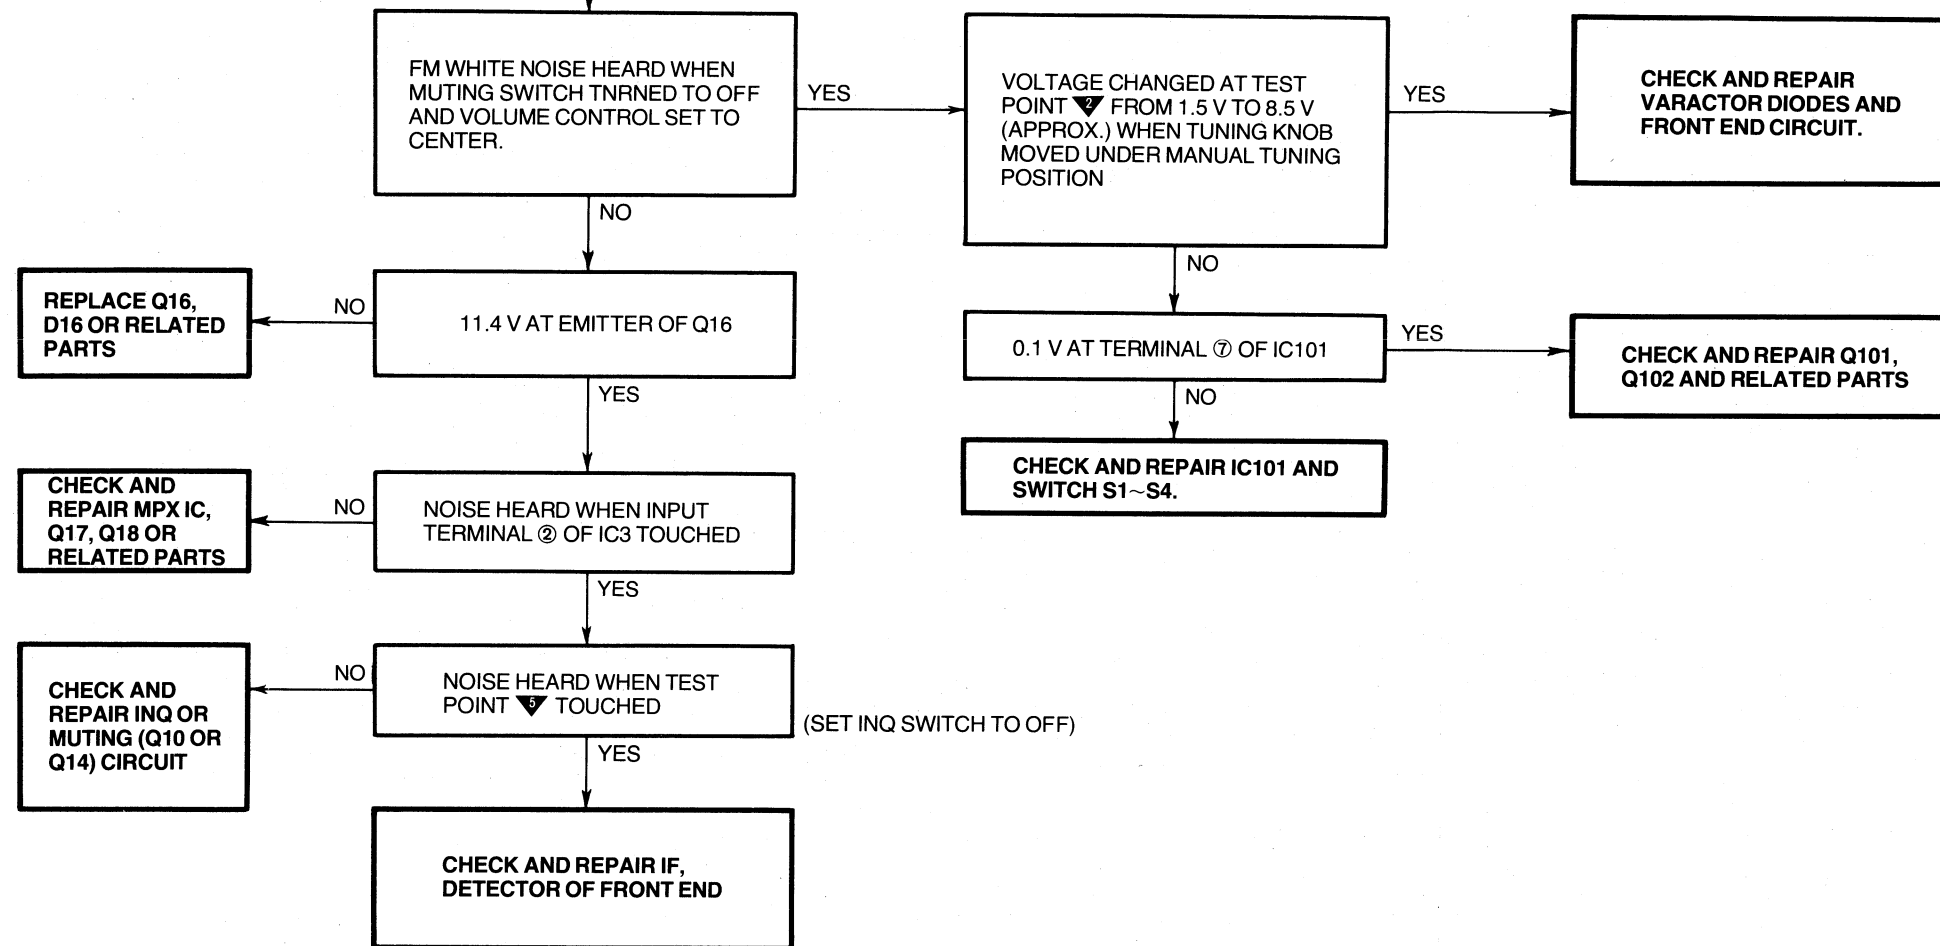 FM WHITE NOISE HEARD WHEN
MUTING SWITCH TNRNED TO OFF
AND VOLUME CONTROL SET TO
CENTER.
YES
VOLTAGE CHANGED AT TEST
POINT 2 FROM 1.5 V TO 8.5 V
(APPROX.) WHEN TUNING KNOB
MOVED UNDER MANUAL TUNING
POSITION
YES
CHECK AND REPAIR
VARACTOR DIODES AND
FRONT END CIRCUIT.
NO
NO
REPLACE Q16,
D16 OR RELATED
PARTS
NO
11.4 V AT EMITTER OF Q16
0.1 V AT TERMINAL ⑦ OF IC101
YES
CHECK AND REPAIR Q101,
Q102 AND RELATED PARTS
YES
NO
CHECK AND REPAIR IC101 AND
SWITCH S1~S4.
CHECK AND
REPAIR MPX IC,
Q17, Q18 OR
RELATED PARTS
NO
NOISE HEARD WHEN INPUT
TERMINAL ② OF IC3 TOUCHED
YES
CHECK AND
REPAIR INQ OR
MUTING (Q10 OR
Q14) CIRCUIT
NO
NOISE HEARD WHEN TEST
POINT 5 TOUCHED
(SET INQ SWITCH TO OFF)
YES
CHECK AND REPAIR IF,
DETECTOR OF FRONT END